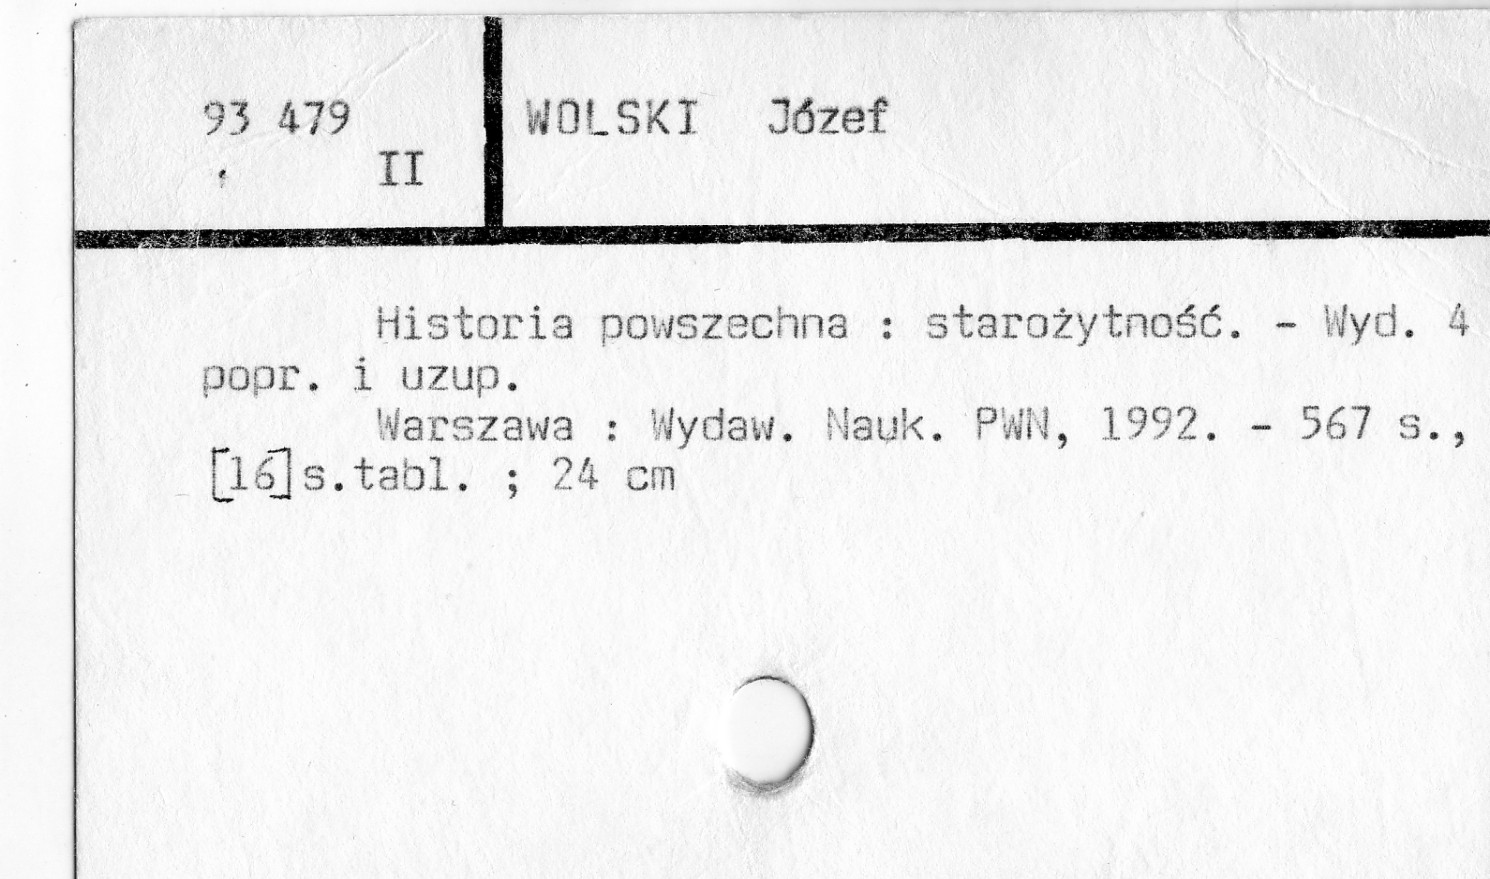 93 479
II
WOLSKI Józef
Historia powszechna : starożytność. - Wyd. 4
popr. i uzup.
Warszawa : Wydaw. Nauk. PWN, 1992. - 567 s.,
[16]s.tabl. ; 24 cm